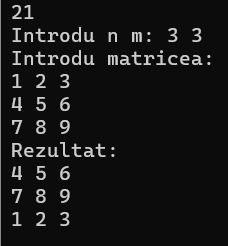 21
Introdu n m: 3 3
Introdu matricea:
1 2 3
4 5 6
7 8 9
Rezultat:
4 5 6
7 8 9
1 2 3